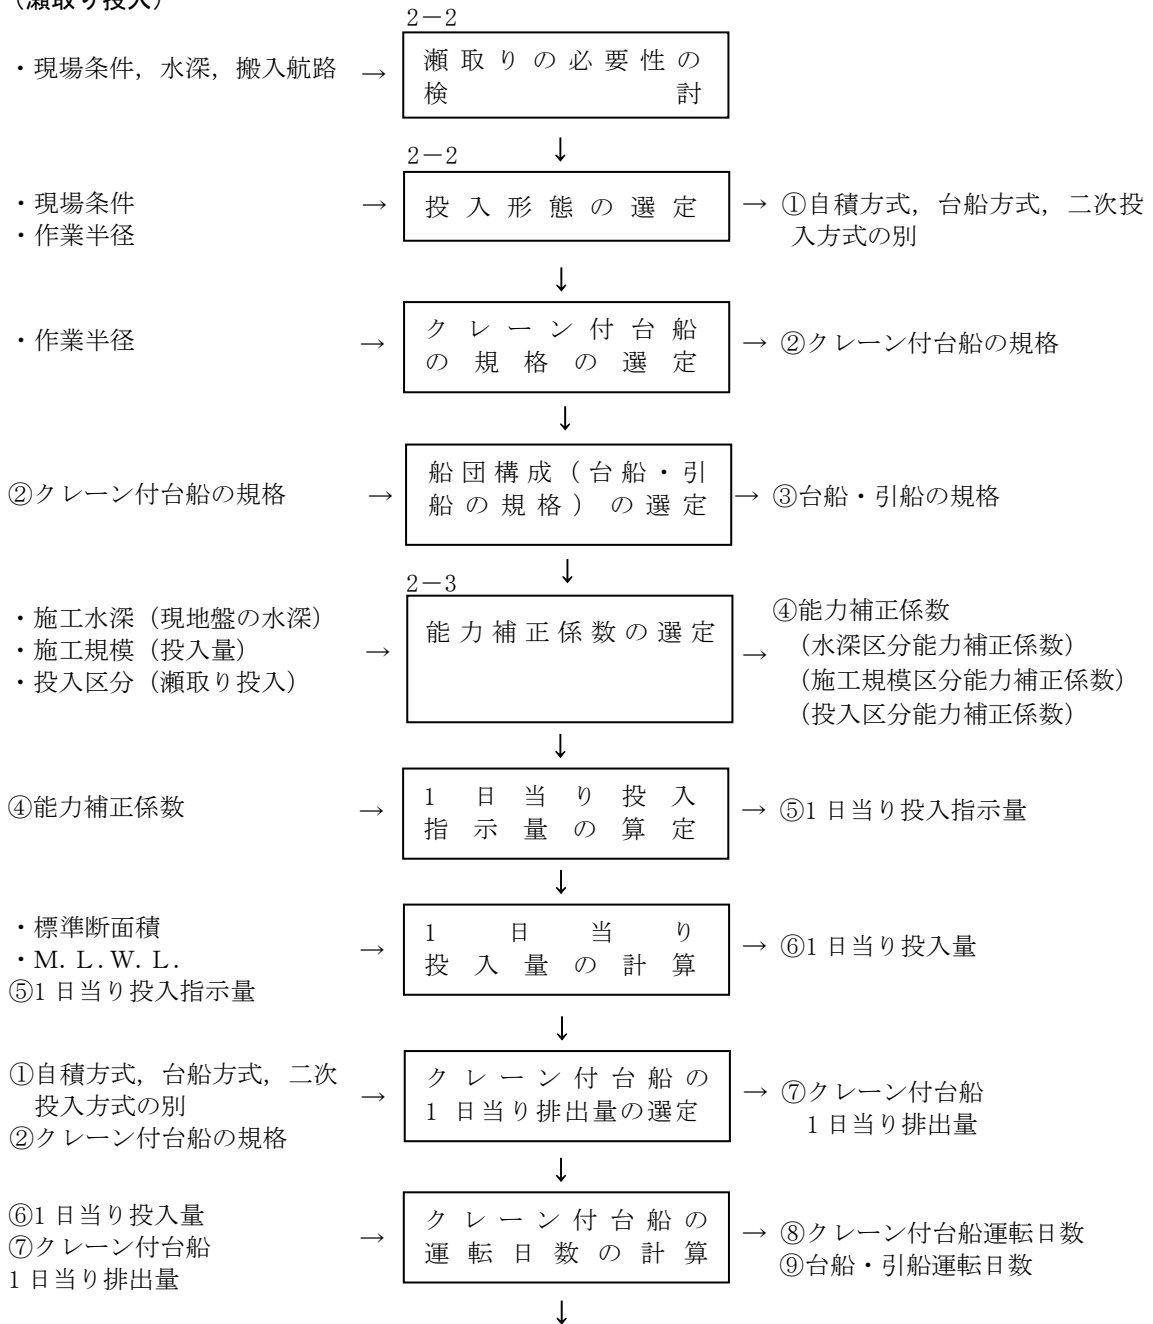 （瀬取り投入）
2－2
・現場条件，水深，搬入航路 → 瀬取りの必要性の
検討
↓
2－2
・現場条件 → 投入形態の選定 → ①自積方式，台船方式，二次投
・作業半径 入方式の別
↓
・作業半径 → クレーン付台船 → ②クレーン付台船の規格
の規格の選定
↓
②クレーン付台船の規格 → 船団構成（台船・引 → ③台船・引船の規格
船の規格）の選定
↓
2－3
・施工水深（現地盤の水深） 能力補正係数の選定 ④能力補正係数
・施工規模（投入量） → → （水深区分能力補正係数）
・投入区分（瀬取り投入） （施工規模区分能力補正係数）
（投入区分能力補正係数）
↓
④能力補正係数 → 1日当り投入 → ⑤1日当り投入指示量
指示量の算定
↓
・標準断面積 → 1日当り → ⑥1日当り投入量
・M.L.W.L. 投入量の計算
⑤1日当り投入指示量
↓
①自積方式，台船方式，二次 → クレーン付台船の → ⑦クレーン付台船
投入方式の別 1日当り排出量の選定 1日当り排出量
②クレーン付台船の規格
↓
⑥1日当り投入量 → クレーン付台船の → ⑧クレーン付台船運転日数
⑦クレーン付台船 運転日数の計算 ⑨台船・引船運転日数
1日当り排出量
↓